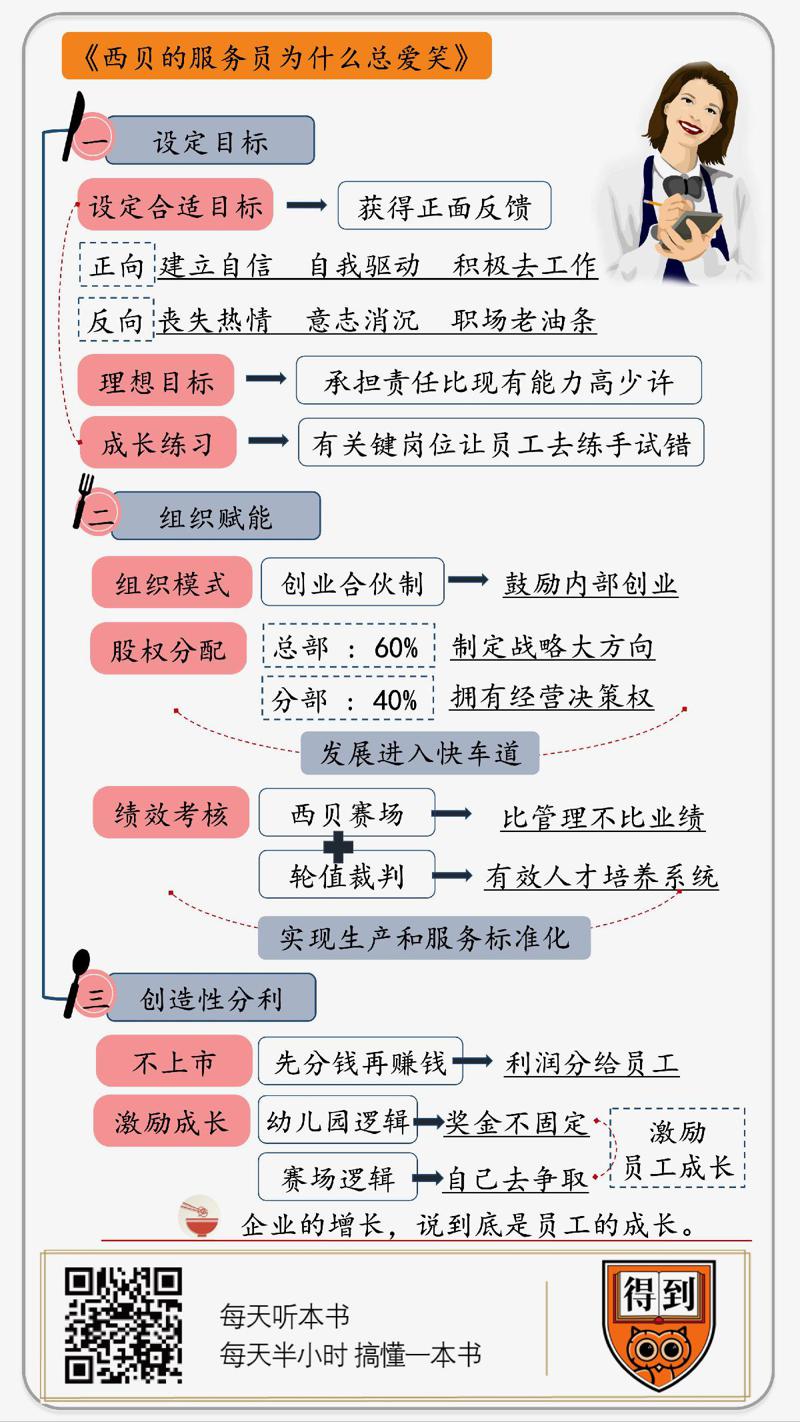 《西贝的服务员为什么总爱笑》
一 设定目标
设定合适目标 获得正面反馈
正向 建立自信 自我驱动 积极去工作
反向 丧失热情 意志消沉 职场老油条
理想目标 承担责任比现有能力高少许
成长练习 有关键岗位让员工去练手试错
二 组织赋能
组织模式 创业合伙制 鼓励内部创业
股权分配 总部 : 60% 制定战略大方向
分部 : 40% 拥有经营决策权
发展进入快车道
绩效考核 西贝赛场 比管理不比业绩
轮值裁判 有效人才培养系统
实现生产和服务标准化
三 创造性分利
不上市 先分钱再赚钱 利润分给员工
激励成长 幼儿园逻辑 奖金不固定 激励
赛场逻辑 自己去争取 员工成长
企业的增长，说到底是员工的成长。
每天听本书
每天半小时 搞懂一本书
得到